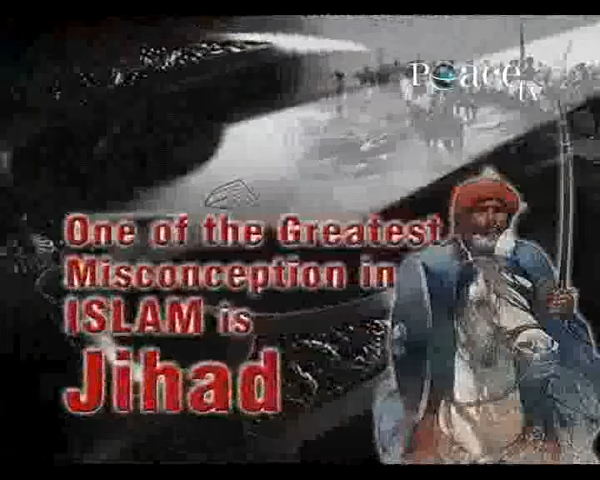 Peace
tv
One of the Greatest
Misconception in
ISLAM is
Jihad